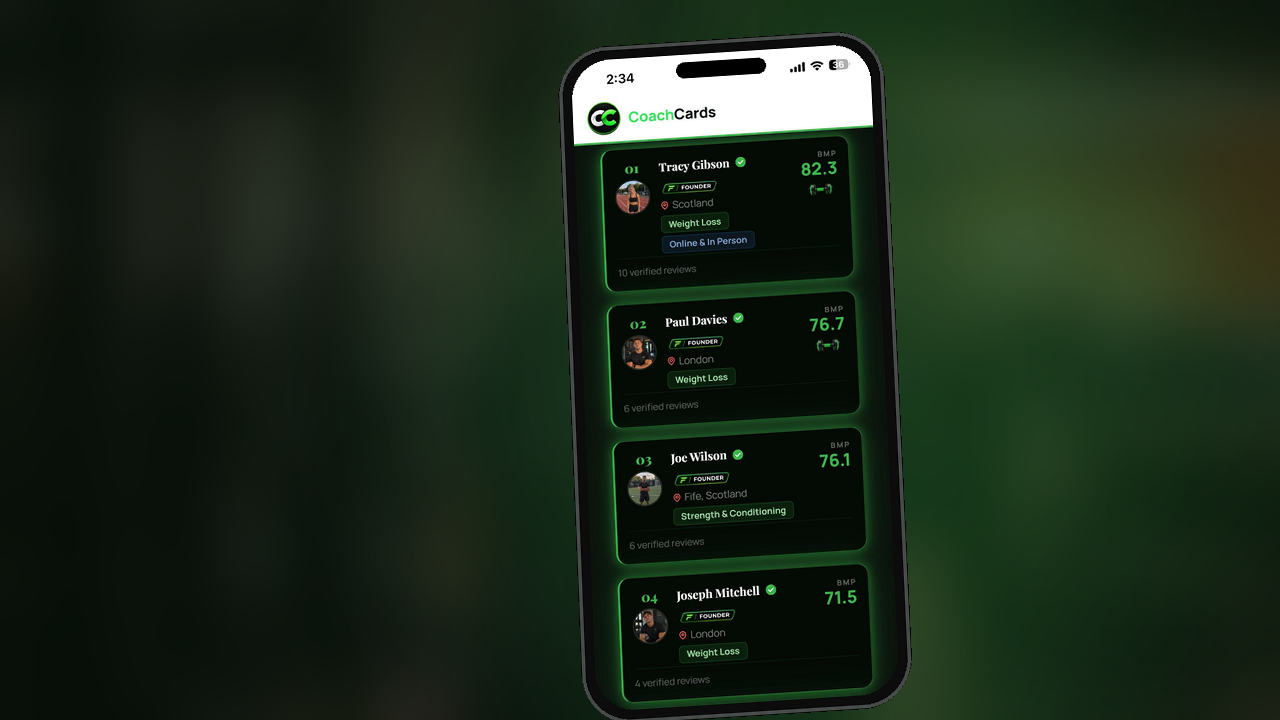 2:34
36
CC CoachCards
01 Tracy Gibson BMP
82.3
F FOUNDER
Scotland
Weight Loss
Online & In Person
10 verified reviews
02 Paul Davies BMP
76.7
F FOUNDER
London
Weight Loss
6 verified reviews
03 Joe Wilson BMP
76.1
F FOUNDER
Fife, Scotland
Strength & Conditioning
6 verified reviews
04 Joseph Mitchell BMP
71.5
F FOUNDER
London
Weight Loss
4 verified reviews